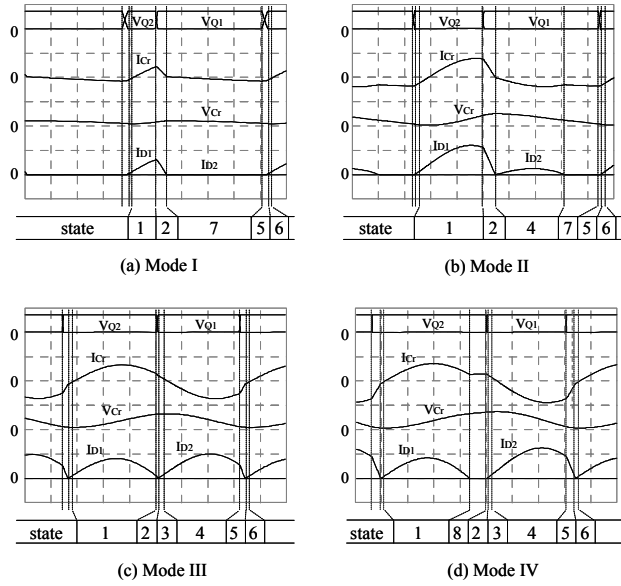 0 VQ2 VQ1
ICr
0
VCr
0
ID1 ID2
0
state 1 2 7 5 6
(a) Mode I
0 VQ2 VQ1
ICr
0
VCr
0
ID1 ID2
0
state 1 2 4 7 5 6
(b) Mode II
0 VQ2 VQ1
ICr
0
VCr
0
ID1 ID2
0
state 1 2 3 4 5 6
(c) Mode III
0 VQ2 VQ1
ICr
0
VCr
0
ID1 ID2
0
state 1 8 2 3 4 5 6
(d) Mode IV